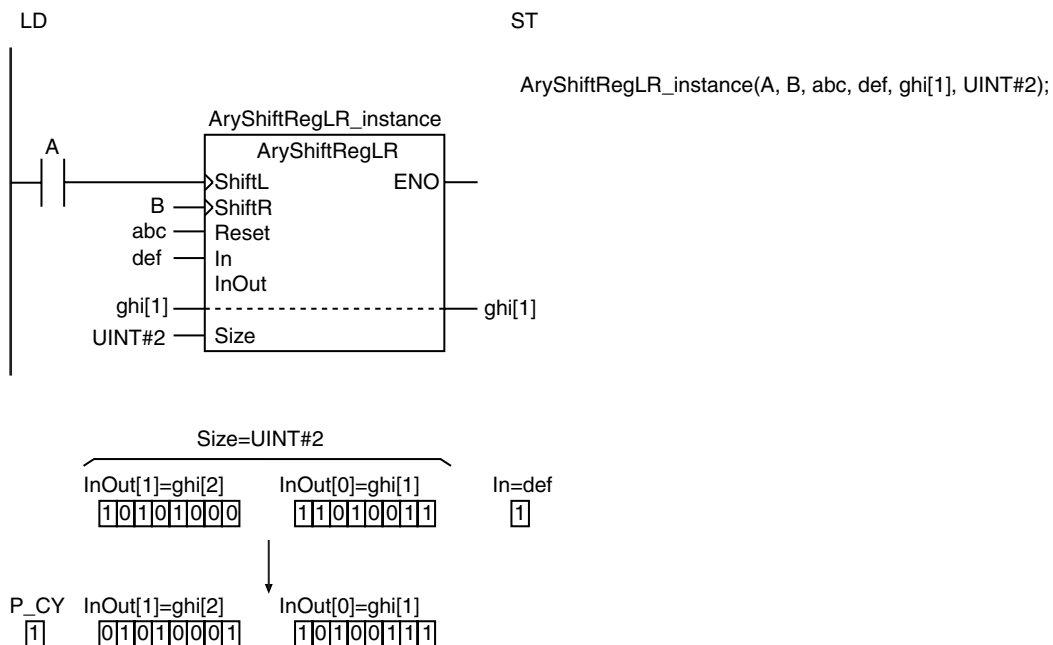 LD
ST
AryShiftRegLR_instance(A, B, abc, def, ghi[1], UINT#2);
AryShiftRegLR_instance
A
AryShiftRegLR
ShiftL ENO
B ShiftR
abc Reset
def In
InOut
ghi[1] ghi[1]
UINT#2 Size
Size=UINT#2
InOut[1]=ghi[2] InOut[0]=ghi[1] In=def
1 0 1 0 1 0 0 0 1 1 0 1 0 0 1 1 1
P_CY InOut[1]=ghi[2] InOut[0]=ghi[1]
1 0 1 0 1 0 0 0 1 1 0 1 0 0 1 1 1